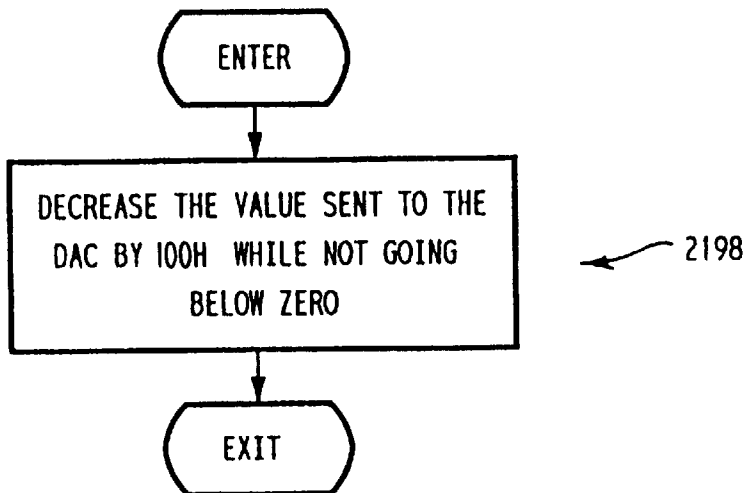 ENTER
DECREASE THE VALUE SENT TO THE
DAC BY 100H WHILE NOT GOING
BELOW ZERO
2198
EXIT